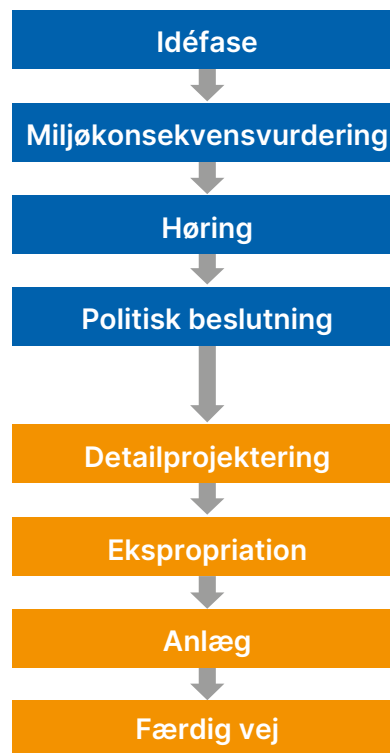 Idéfase
Miljøkonsekvensvurdering
Høring
Politisk beslutning
Detailprojektering
Ekspropriation
Anlæg
Færdig vej